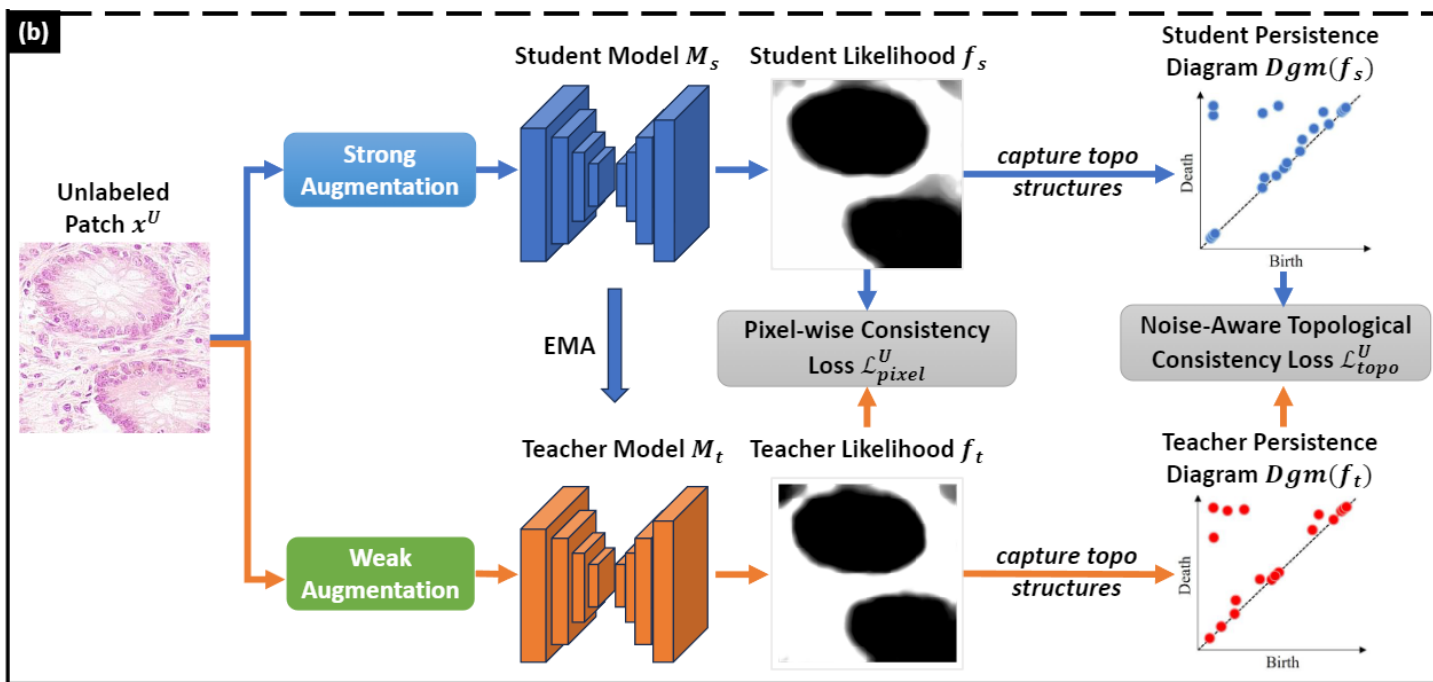 (b)
Student Model M_s
Student Likelihood f_s
Student Persistence
Diagram Dgm(f_s)
Strong
Augmentation
capture topo
structures
Death
Birth
Unlabeled
Patch x^U
EMA
Pixel-wise Consistency
Loss ℒ^U_pixel
Noise-Aware Topological
Consistency Loss ℒ^U_topo
Teacher Model M_t
Teacher Likelihood f_t
Teacher Persistence
Diagram Dgm(f_t)
Weak
Augmentation
capture topo
structures
Death
Birth